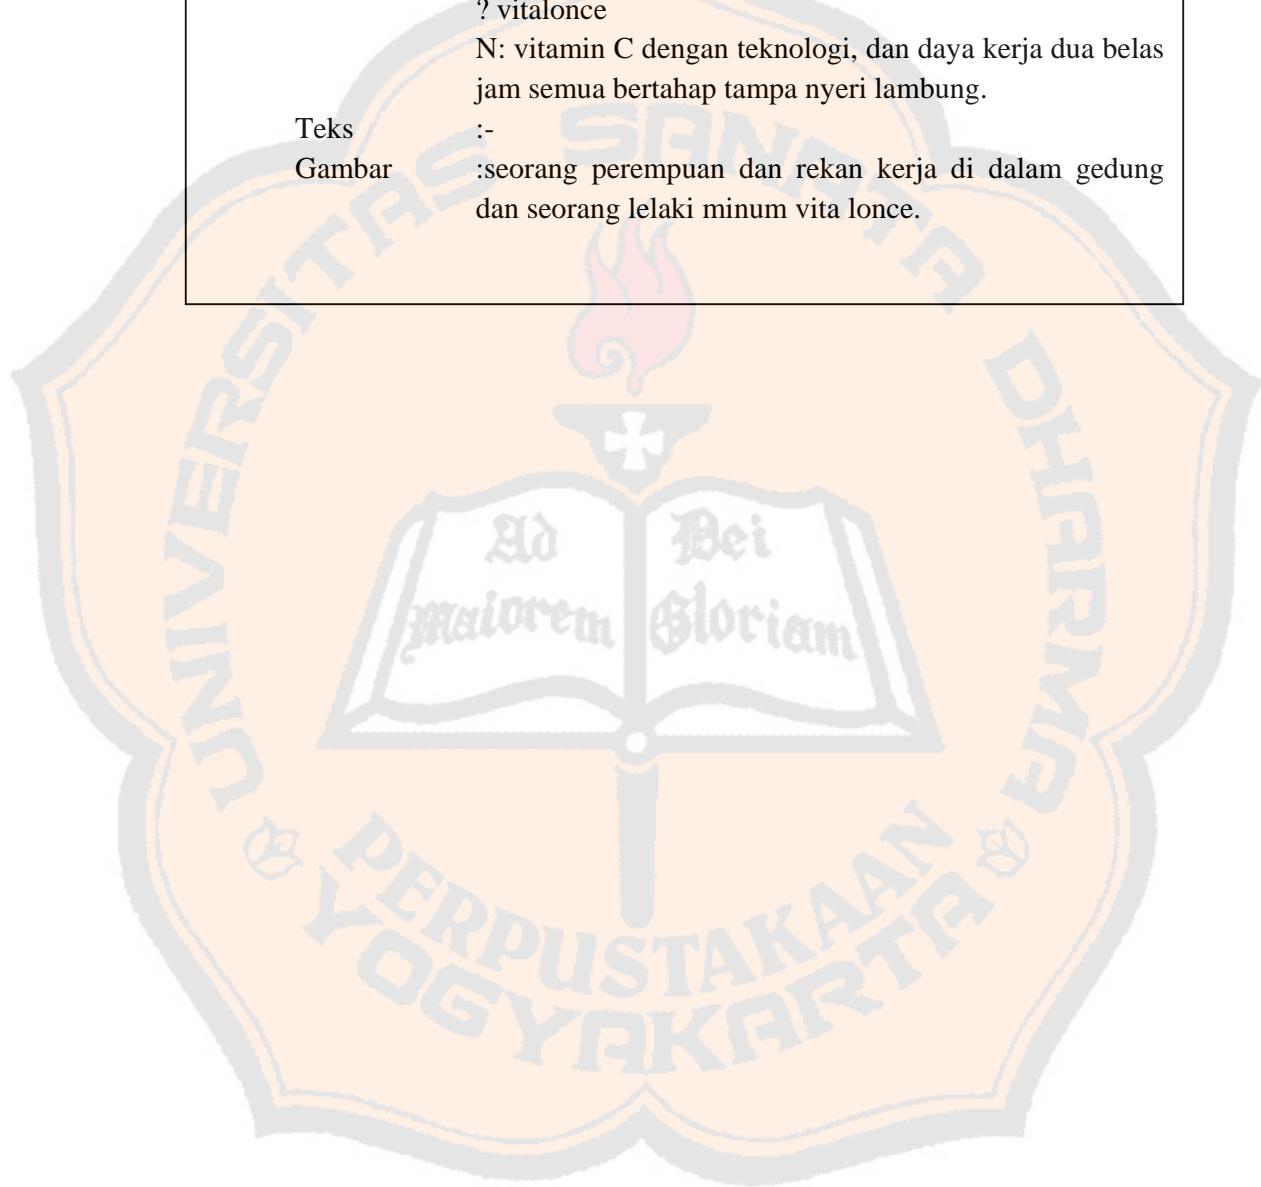 ? vitalonce
N: vitamin C dengan teknologi, dan daya kerja dua belas
jam semua bertahap tampa nyeri lambung.
Teks :-
Gambar :seorang perempuan dan rekan kerja di dalam gedung
dan seorang lelaki minum vita lonce.
UNIVERSITAS SANATA DHARMA
Ad Dei
Maiorem Gloriam
PERPUSTAKAAN
YOGYAKARTA